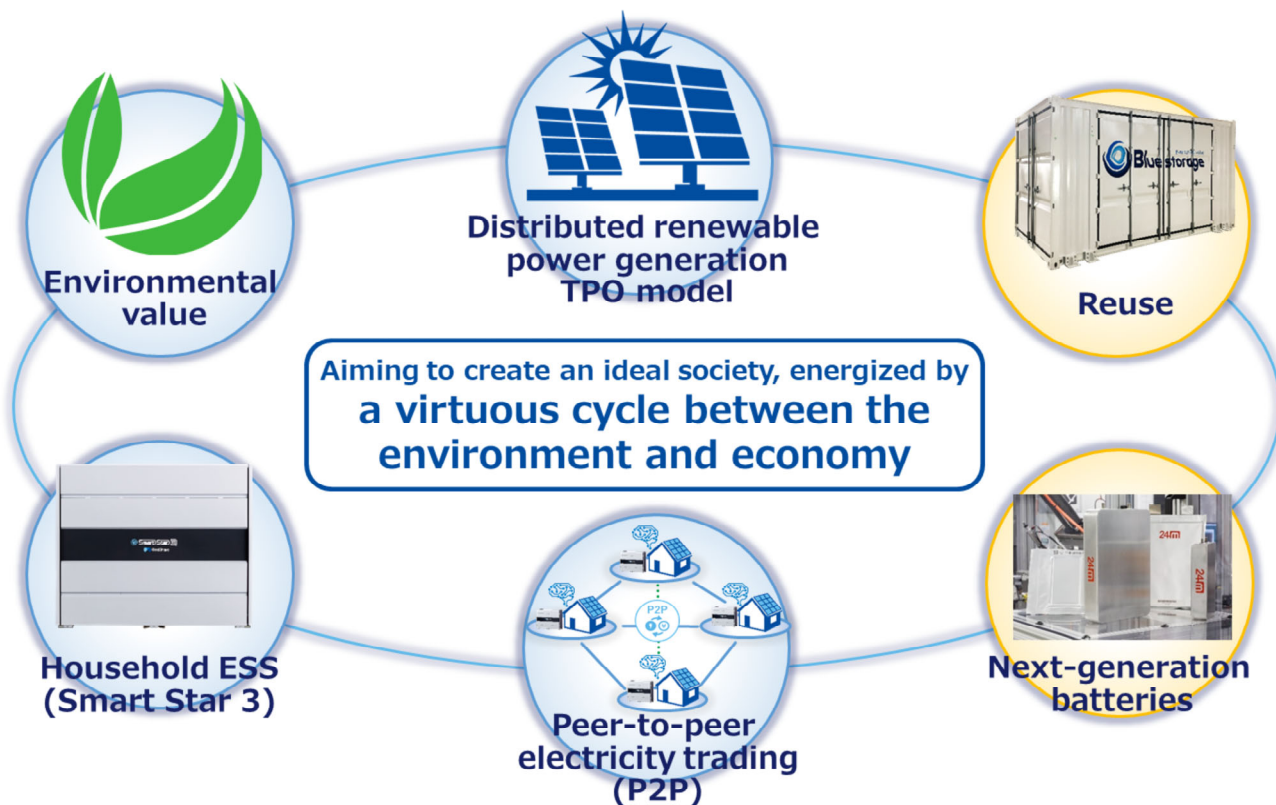 Environmental
value
Distributed renewable
power generation
TPO model
Blue storage
Reuse
Aiming to create an ideal society, energized by
a virtuous cycle between the
environment and economy
Smart Star
Household ESS
(Smart Star 3)
P2P
Peer-to-peer
electricity trading
(P2P)
24m
24m
24m
Next-generation
batteries